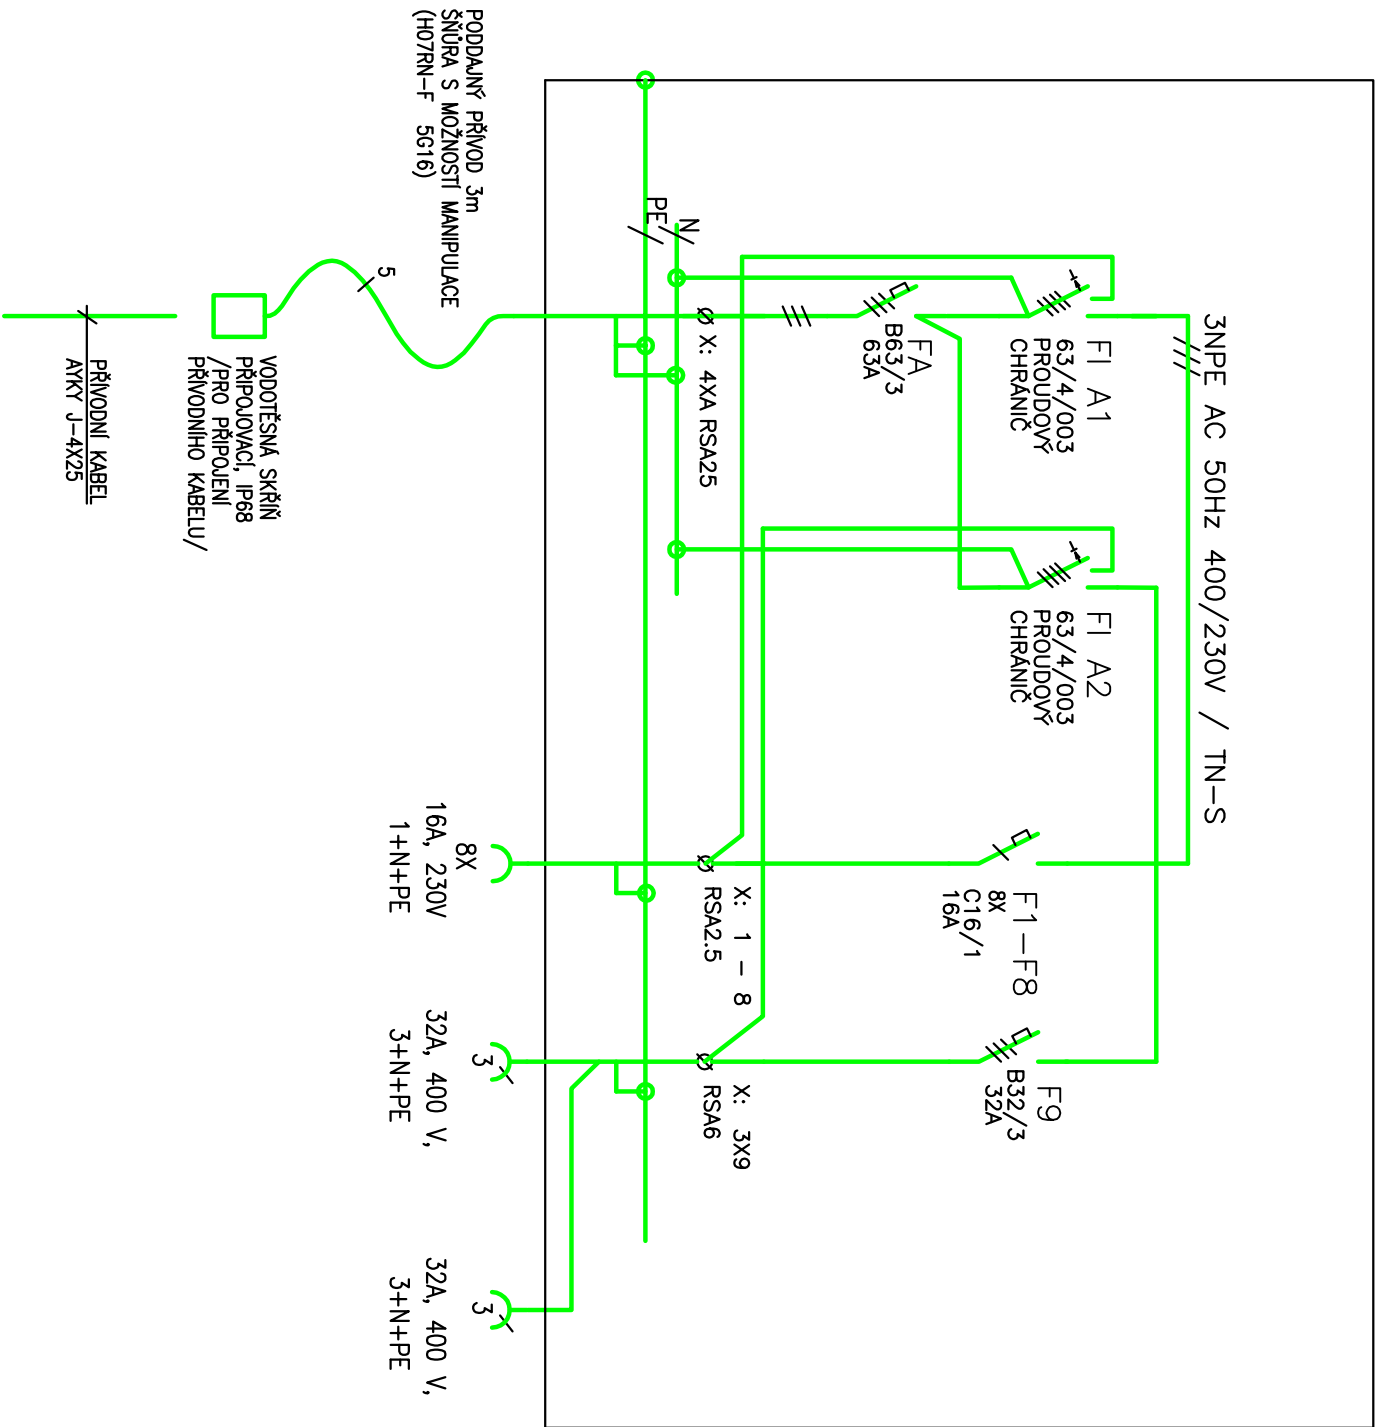 3NPE AC 50Hz 400/230V / TN-S
FI A1
63/4/003
PROUDOVÝ
CHRÁNIČ
FI A2
63/4/003
PROUDOVÝ
CHRÁNIČ
FA
B63/3
63A
F1-F8
8X
C16/1
16A
F9
B32/3
32A
N
PE
Ø X: 4XA RSA25
X: 1 - 8
Ø RSA2.5
X: 3X9
Ø RSA6
PODDAJNÝ PŘÍVOD 3m
ŠŇŮRA S MOŽNOSTÍ MANIPULACE
(H07RN-F 5G16)
5
8X
16A, 230V
1+N+PE
3
32A, 400 V,
3+N+PE
3
32A, 400 V,
3+N+PE
VODOTĚSNÁ SKŘÍŇ
PŘIPOJOVACÍ, IP68
/PRO PŘIPOJENÍ
PŘÍVODNÍHO KABELU/
PŘÍVODNÍ KABEL
AYKY J-4X25